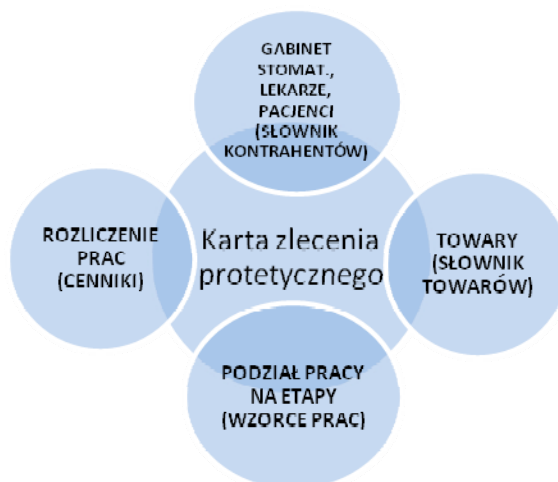 GABINET
STOMAT.,
LEKARZE,
PACJENCI
(SŁOWNIK
KONTRAHENTÓW)
ROZLICZENIE
PRAC
(CENNIKI)
Karta zlecenia
protetycznego
TOWARY
(SŁOWNIK
TOWARÓW)
PODZIAŁ PRACY
NA ETAPY
(WZORCE PRAC)